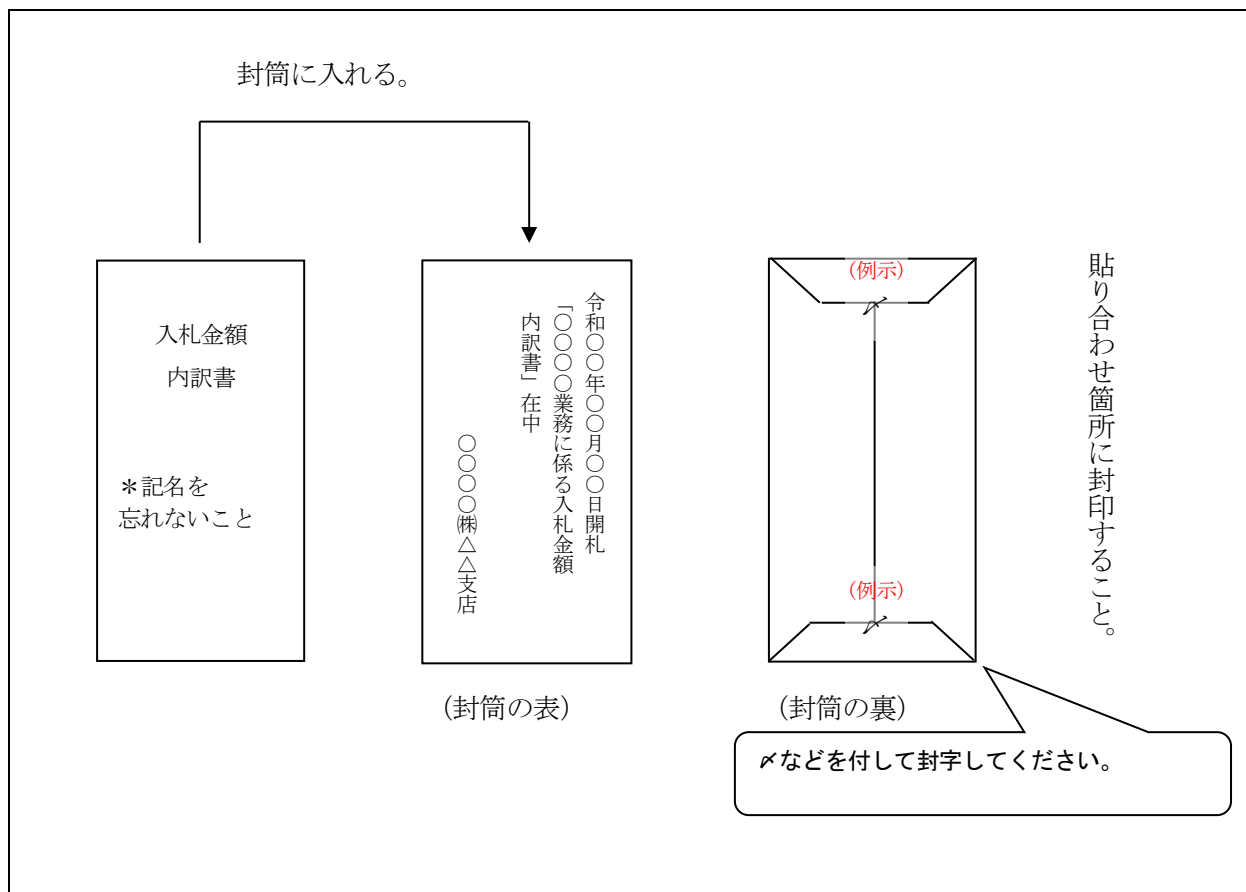 封筒に入れる。
入札金額
内訳書
＊記名を
忘れないこと
令和〇〇年〇〇月〇〇日開札
「〇〇〇〇業務に係る入札金額
内訳書」在中
〇〇〇〇㈱△△支店
(封筒の表)
(例示)
〆
(例示)
〆
(封筒の裏)
貼り合わせ箇所に封印すること。
〆などを付して封字してください。